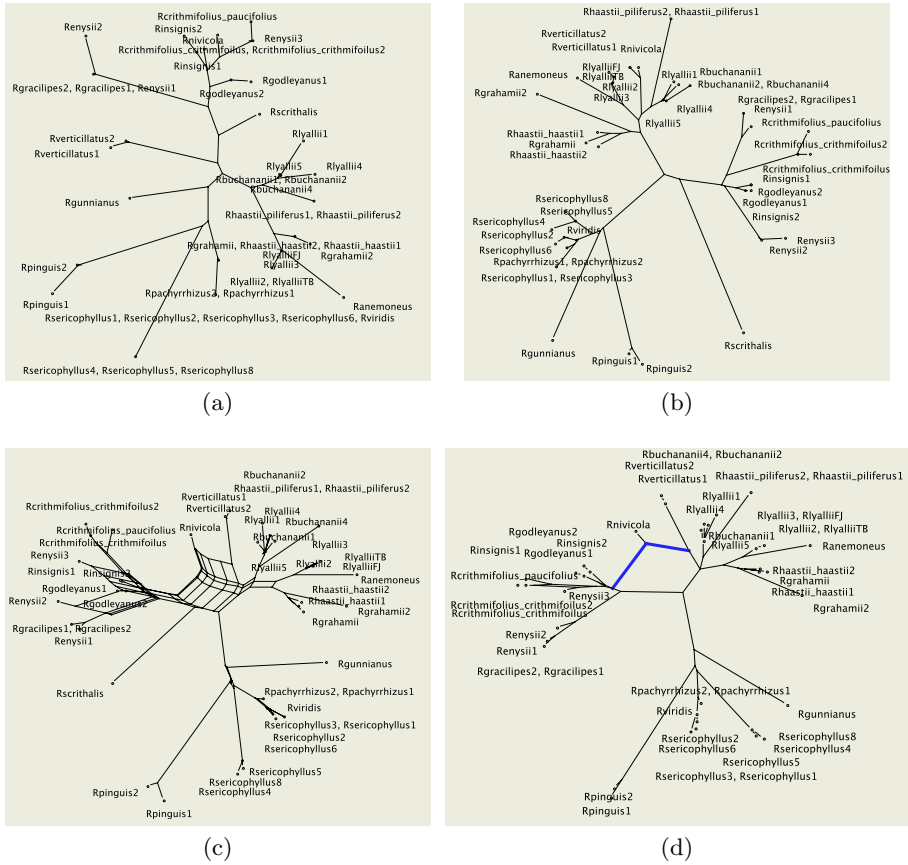 Rcrithmifolius_paucifolius
Renysii2
Rinsignis2
Rnivicola
Renysii3
Rcrithmifolius_crithmifoilus, Rcrithmifolius_crithmifoilus2
Rinsignis1
Rgodleyanus1
Rgracilipes2, Rgracilipes1, Renysii1
Rgodleyanus2
Rscrithalis
Rverticillatus2
Rlyallii1
Rverticillatus1
Rlyallii5
Rlyallii4
Rbuchananii1, Rbuchananii2
Rbuchananii4
Rgunnianus
Rhaastii_piliferus1, Rhaastii_piliferus2
Rgrahamii, Rhaastii_haastii2, Rhaastii_haastii1
RlyalliiFJ
Rgrahamii2
Rlyallii3
Rpinguis2
Rlyallii2, RlyalliiTB
Rpachyrrhizus2, Rpachyrrhizus1
Rpinguis1
Ranemoneus
Rsericophyllus1, Rsericophyllus2, Rsericophyllus3, Rsericophyllus6, Rviridis
Rsericophyllus4, Rsericophyllus5, Rsericophyllus8
(a)
Rhaastii_piliferus2, Rhaastii_piliferus1
Rverticillatus2
Rverticillatus1
Rnivicola
RlyalliiFJ
Ranemoneus
RlyalliiTB
Rlyallii1
Rbuchananii1
Rlyallii2
Rbuchananii2, Rbuchananii4
Rgrahamii2
Rlyallii3
Rlyallii4
Rgracilipes2, Rgracilipes1
Renysii1
Rlyallii5
Rcrithmifolius_paucifolius
Rhaastii_haastii1
Rgrahamii
Rcrithmifolius_crithmifoilus2
Rhaastii_haastii2
Rcrithmifolius_crithmifoilus
Rinsignis1
Rgodleyanus2
Rsericophyllus8
Rgodleyanus1
Rsericophyllus5
Rinsignis2
Rsericophyllus4
Rviridis
Rsericophyllus2
Renysii3
Rsericophyllus6
Renysii2
Rpachyrrhizus1, Rpachyrrhizus2
Rsericophyllus1, Rsericophyllus3
Rgunnianus
Rscrithalis
Rpinguis1
Rpinguis2
(b)
Rbuchananii2
Rhaastii_piliferus1, Rhaastii_piliferus2
Rverticillatus1
Rcrithmifolius_crithmifoilus2
Rverticillatus2
Rlyallii1
Rlyallii4
Rnivicola
Rbuchananii4
Rcrithmifolius_paucifolius
Rbuchananii1
Rcrithmifolius_crithmifoilus
Rlyallii3
Renysii3
RlyalliiTB
Rlyallii2
Rinsignis1
Rinsignis2
Rlyallii5
RlyalliiFJ
Ranemoneus
Rgodleyanus1
Rhaastii_haastii2
Renysii2
Rgodleyanus2
Rhaastii_haastii1
Rgrahamii2
Rgracilipes1, Rgracilipes2
Rgrahamii
Renysii1
Rgunnianus
Rscrithalis
Rpachyrrhizus2, Rpachyrrhizus1
Rviridis
Rsericophyllus3, Rsericophyllus1
Rsericophyllus2
Rsericophyllus6
Rsericophyllus5
Rsericophyllus8
Rpinguis2
Rsericophyllus4
Rpinguis1
(c)
Rbuchananii4, Rbuchananii2
Rverticillatus2
Rverticillatus1
Rhaastii_piliferus2, Rhaastii_piliferus1
Rlyallii1
Rlyallii4
Rlyallii3, RlyalliiFJ
Rnivicola
Rgodleyanus2
Rlyallii2, RlyalliiTB
Rinsignis2
Rbuchananii1
Rinsignis1
Rgodleyanus1
Rlyallii5
Ranemoneus
Rcrithmifolius_paucifolius
Rhaastii_haastii2
Rgrahamii
Renysii3
Rhaastii_haastii1
Rcrithmifolius_crithmifoilus2
Rcrithmifolius_crithmifoilus
Rgrahamii2
Renysii2
Renysii1
Rgracilipes2, Rgracilipes1
Rpachyrrhizus2, Rpachyrrhizus1
Rviridis
Rgunnianus
Rsericophyllus2
Rsericophyllus8
Rsericophyllus6
Rsericophyllus4
Rsericophyllus5
Rsericophyllus3, Rsericophyllus1
Rpinguis2
Rpinguis1
(d)